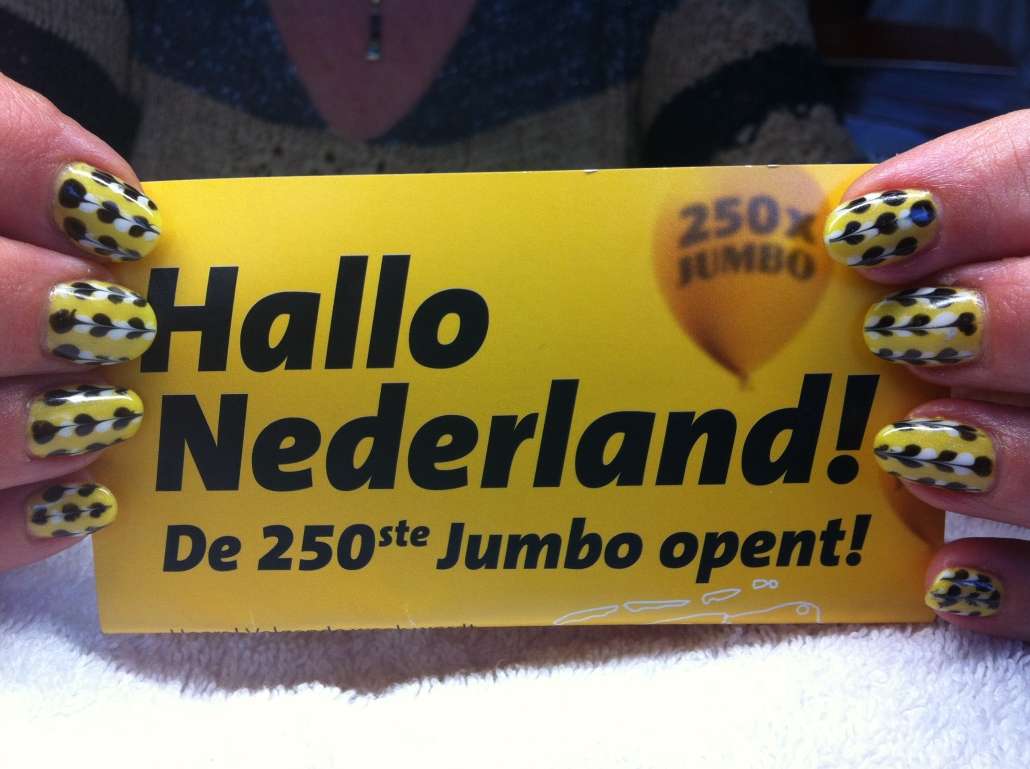 250x
JUMBO
Hallo
Nederland!
De 250ste Jumbo opent!